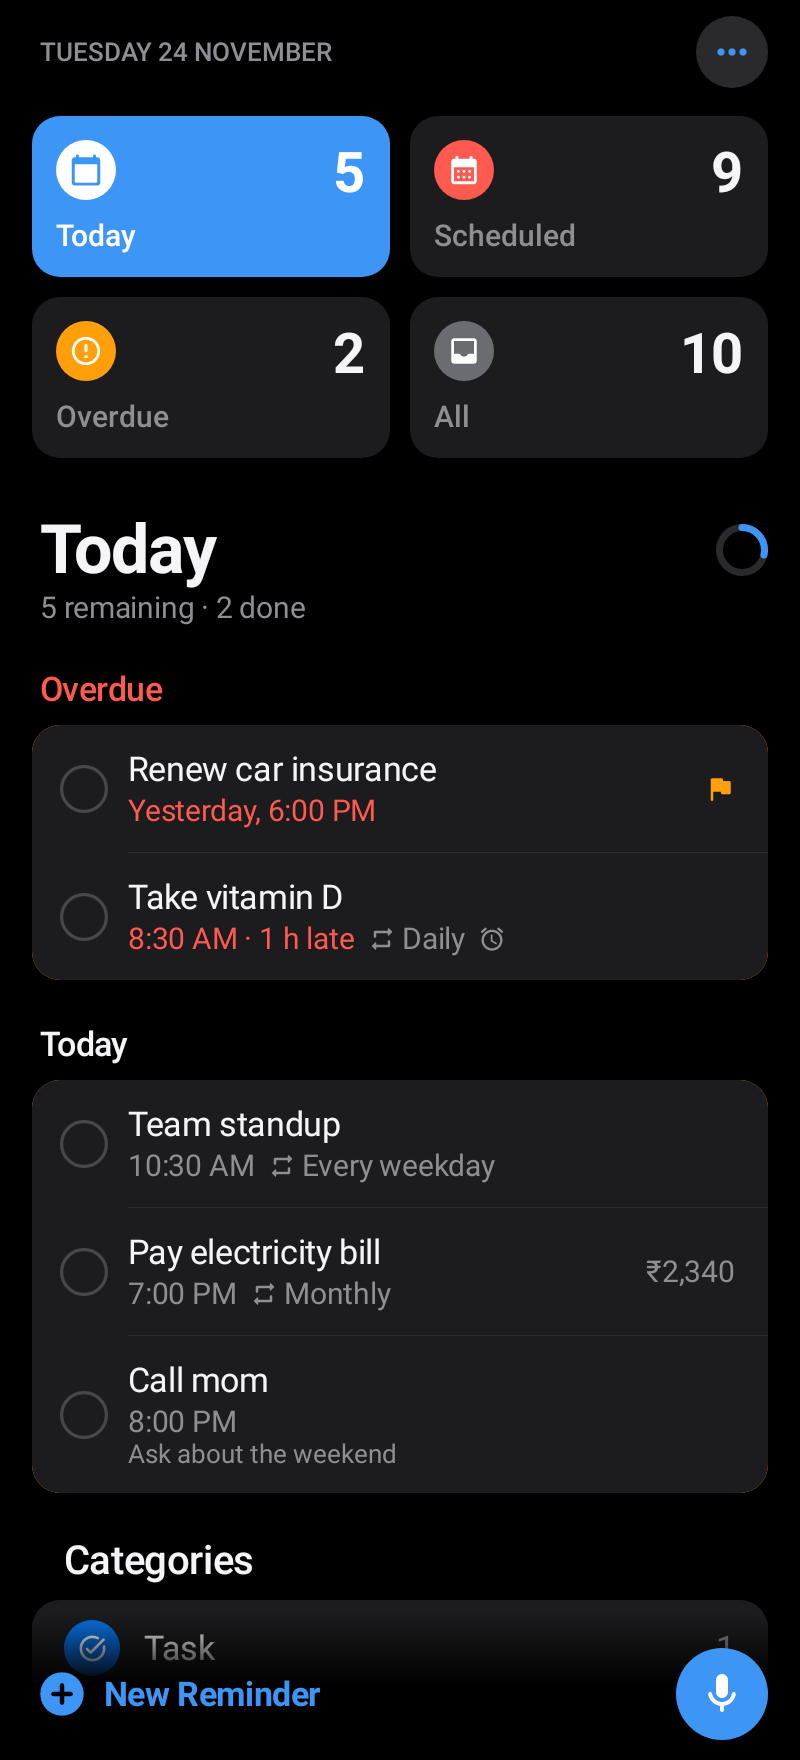 TUESDAY 24 NOVEMBER
5
Today
9
Scheduled
2
Overdue
10
All
Today
5 remaining · 2 done
Overdue
Renew car insurance
Yesterday, 6:00 PM
Take vitamin D
8:30 AM · 1 h late Daily
Today
Team standup
10:30 AM Every weekday
Pay electricity bill
7:00 PM Monthly
₹2,340
Call mom
8:00 PM
Ask about the weekend
Categories
Task
New Reminder